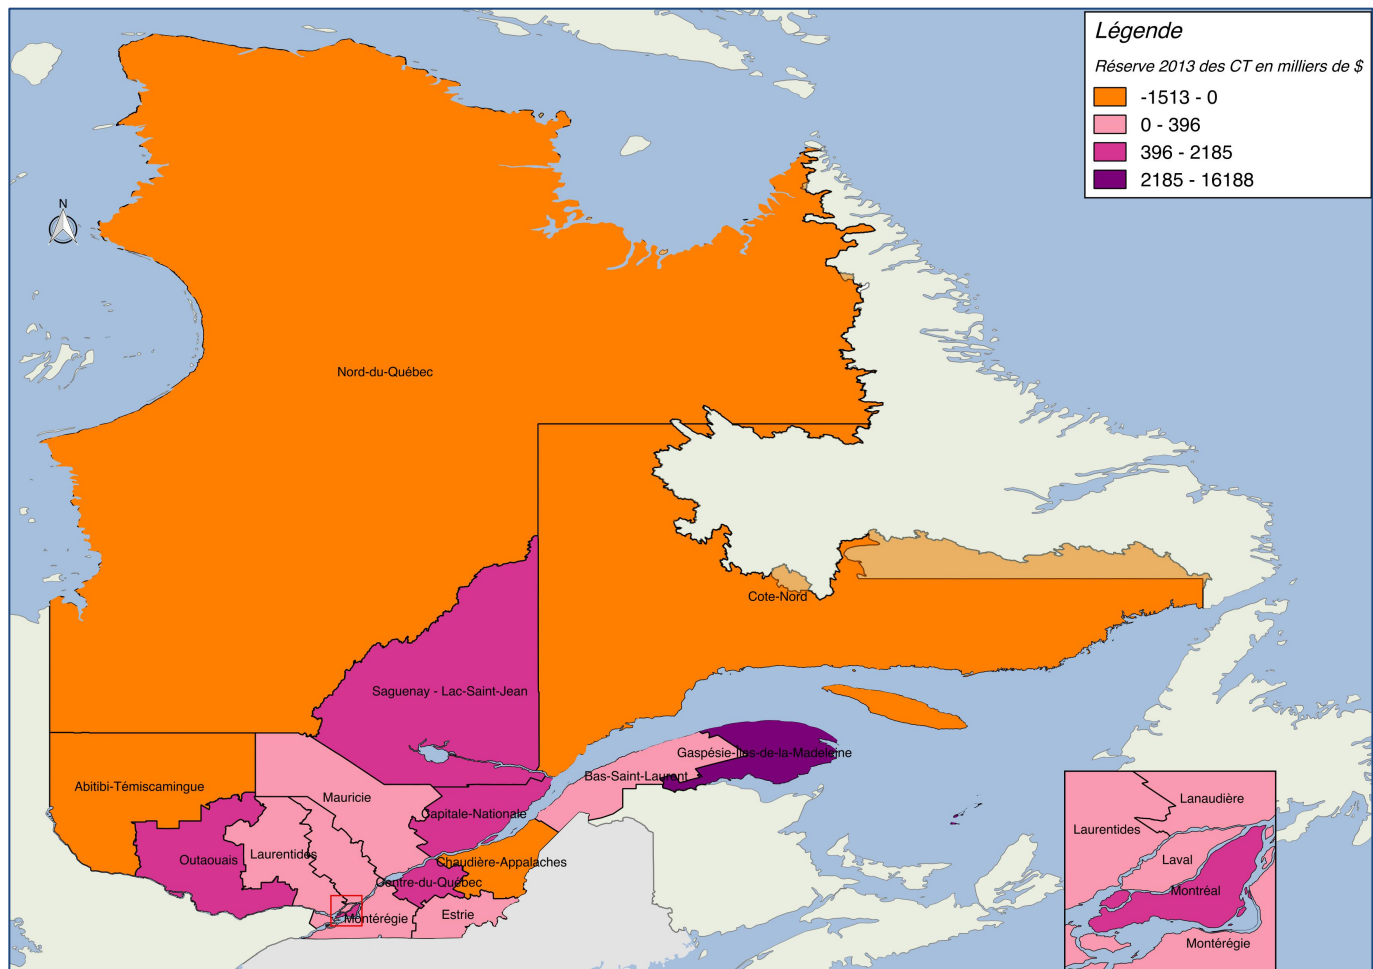 Légende
Réserve 2013 des CT en milliers de $
-1513 - 0
0 - 396
396 - 2185
2185 - 16188
N
Nord-du-Québec
Cote-Nord
Saguenay - Lac-Saint-Jean
Gaspésie-Iles-de-la-Madeleine
Bas-Saint-Laurent
Abitibi-Témiscamingue
Mauricie
Capitale-Nationale
Outaouais
Laurentides
Chaudière-Appalaches
Centre-du-Québec
Montérégie
Estrie
Lanaudière
Laurentides
Laval
Montréal
Montérégie